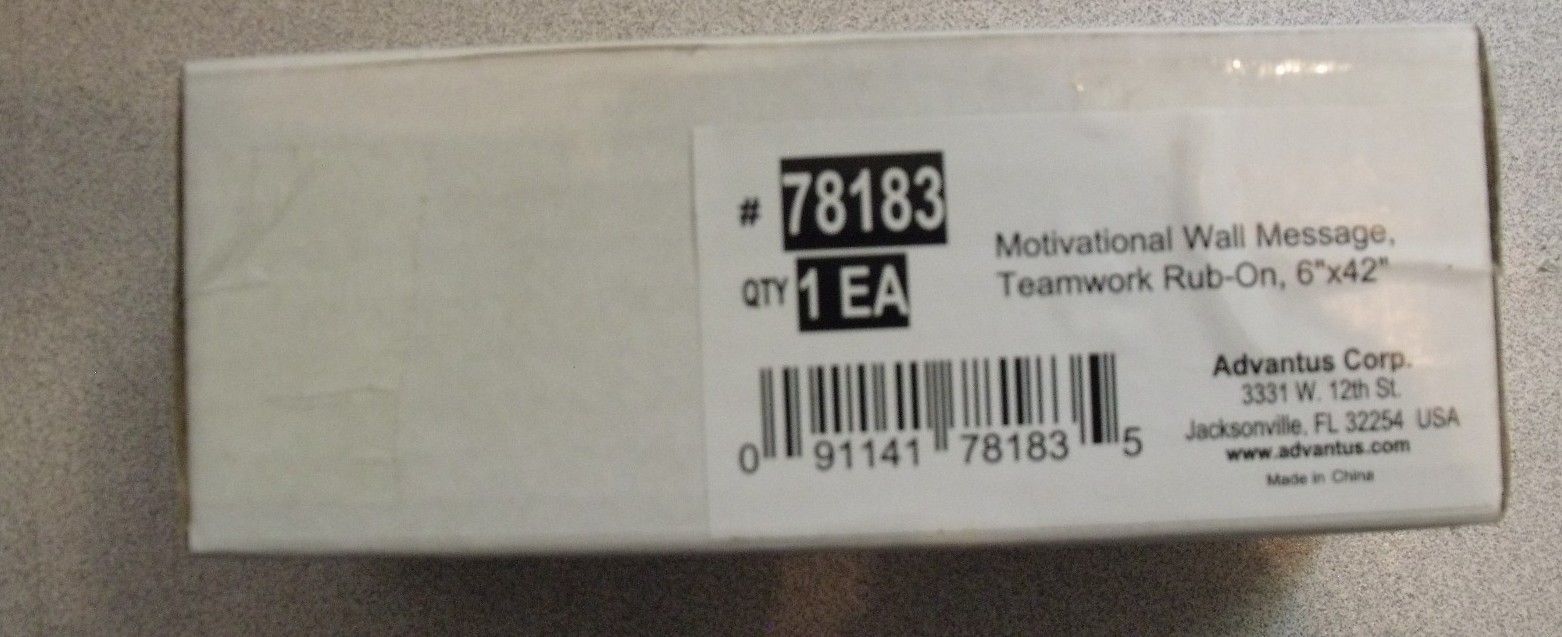 # 78183
QTY 1 EA
Motivational Wall Message,
Teamwork Rub-On, 6"x42"
0 91141 78183 5
Advantus Corp.
3331 W. 12th St.
Jacksonville, FL 32254 USA
www.advantus.com
Made in China